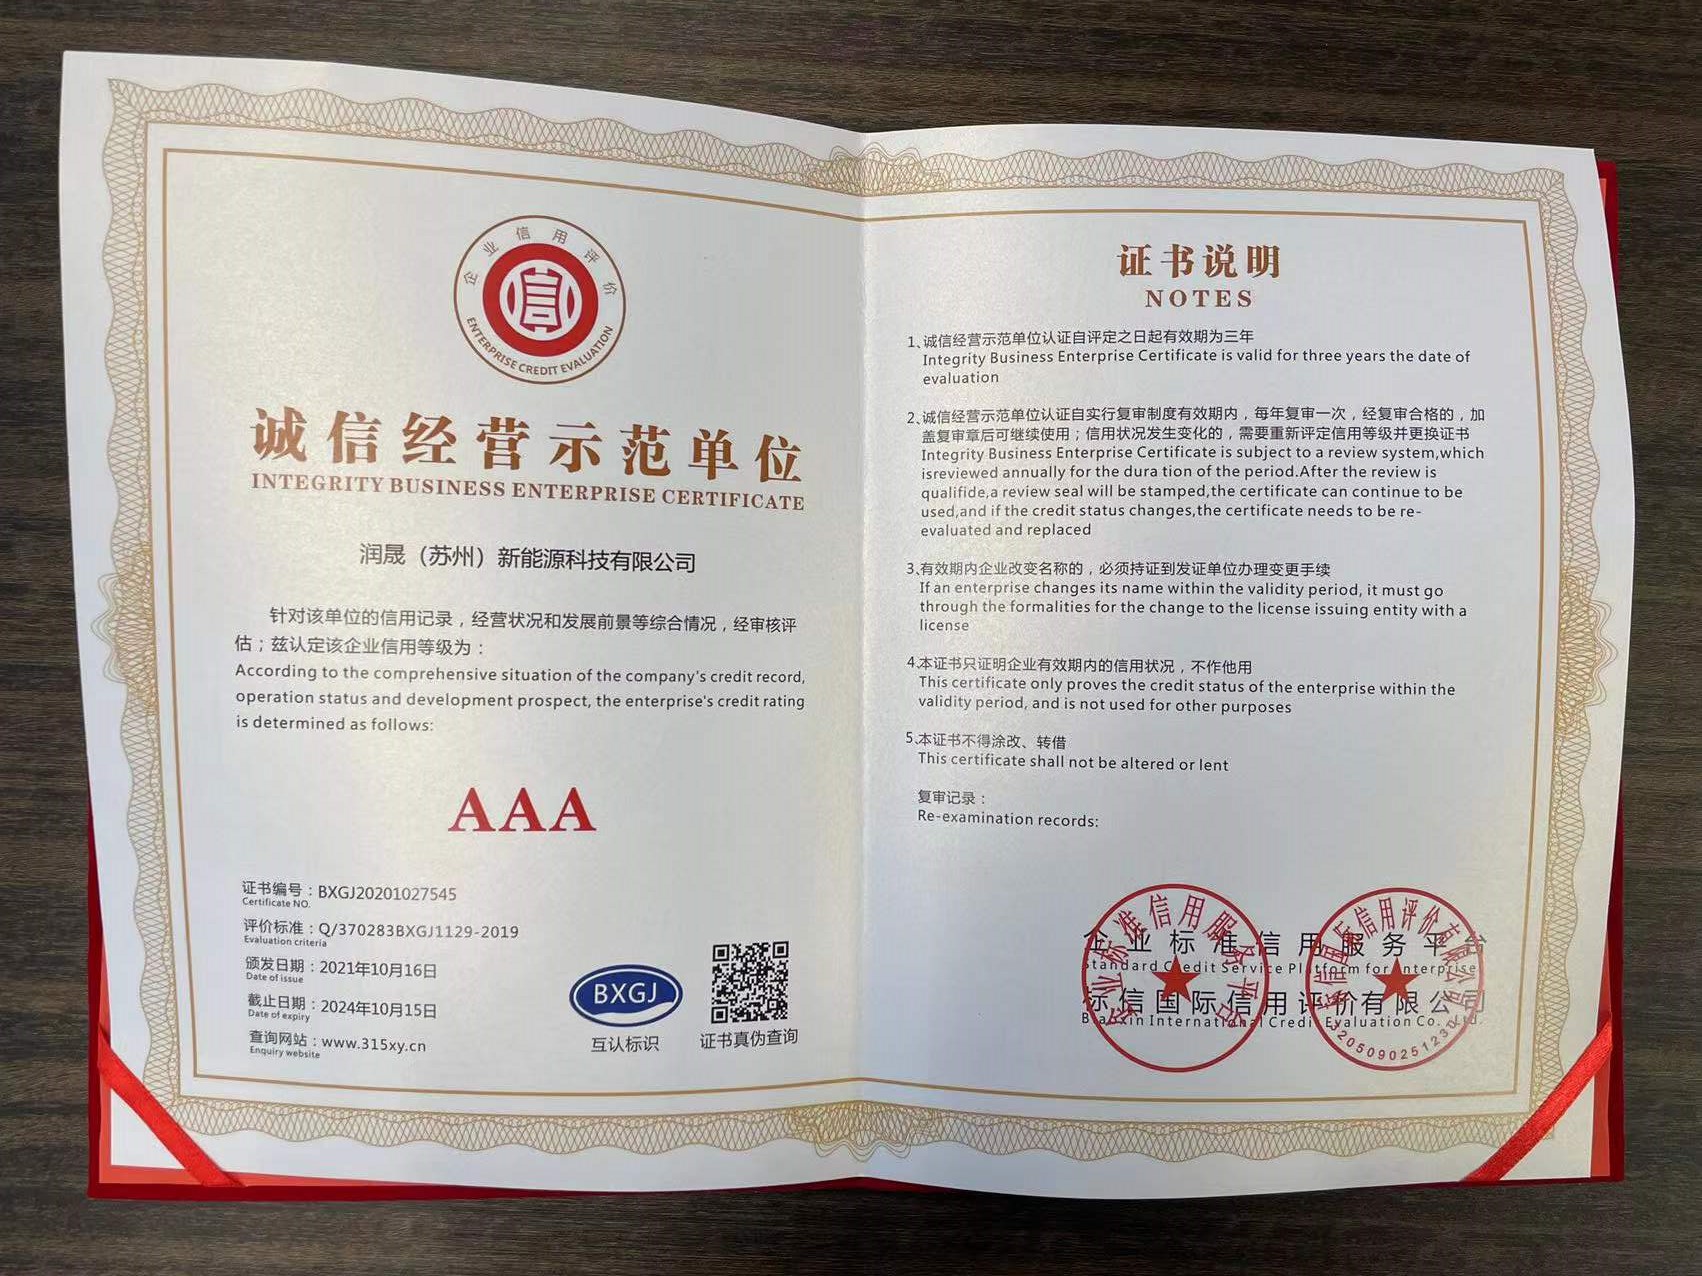 企业信用评价
ENTERPRISE CREDIT EVALUATION
诚信经营示范单位
INTEGRITY BUSINESS ENTERPRISE CERTIFICATE
润晟（苏州）新能源科技有限公司
针对该单位的信用记录，经营状况和发展前景等综合情况，经审核评
估；兹认定该企业信用等级为：
According to the comprehensive situation of the company's credit record,
operation status and development prospect, the enterprise's credit rating
is determined as follows:
AAA
证书编号：BXGJ20201027545
Certificate NO.
评价标准：Q/370283BXGJ1129-2019
Evaluation criteria
颁发日期：2021年10月16日
Date of issue
截止日期：2024年10月15日
Date of expiry
查询网站：www.315xy.cn
Enquiry website
BXGJ
互认标识
证书真伪查询
证书说明
NOTES
1、诚信经营示范单位认证自评定之日起有效期为三年
Integrity Business Enterprise Certificate is valid for three years the date of
evaluation
2、诚信经营示范单位认证自实行复审制度有效期内，每年复审一次，经复审合格的，加
盖复审章后可继续使用；信用状况发生变化的，需要重新评定信用等级并更换证书
Integrity Business Enterprise Certificate is subject to a review system,which
isreviewed annually for the dura tion of the period.After the review is
qualifide,a review seal will be stamped,the certificate can continue to be
used,and if the credit status changes,the certificate needs to be re-
evaluated and replaced
3、有效期内企业改变名称的，必须持证到发证单位办理变更手续
If an enterprise changes its name within the validity period, it must go
through the formalities for the change to the license issuing entity with a
license
4、本证书只证明企业有效期内的信用状况，不作他用
This certificate only proves the credit status of the enterprise within the
validity period, and is not used for other purposes
5、本证书不得涂改、转借
This certificate shall not be altered or lent
复审记录：
Re-examination records:
企业标准信用服务平台
Standard Credit Service Platform for Enterprise
标信国际信用评价有限公司
Biaoxin International Credit Evaluation Co., Ltd
企业标准信用服务平台
标信国际信用评价有限公司